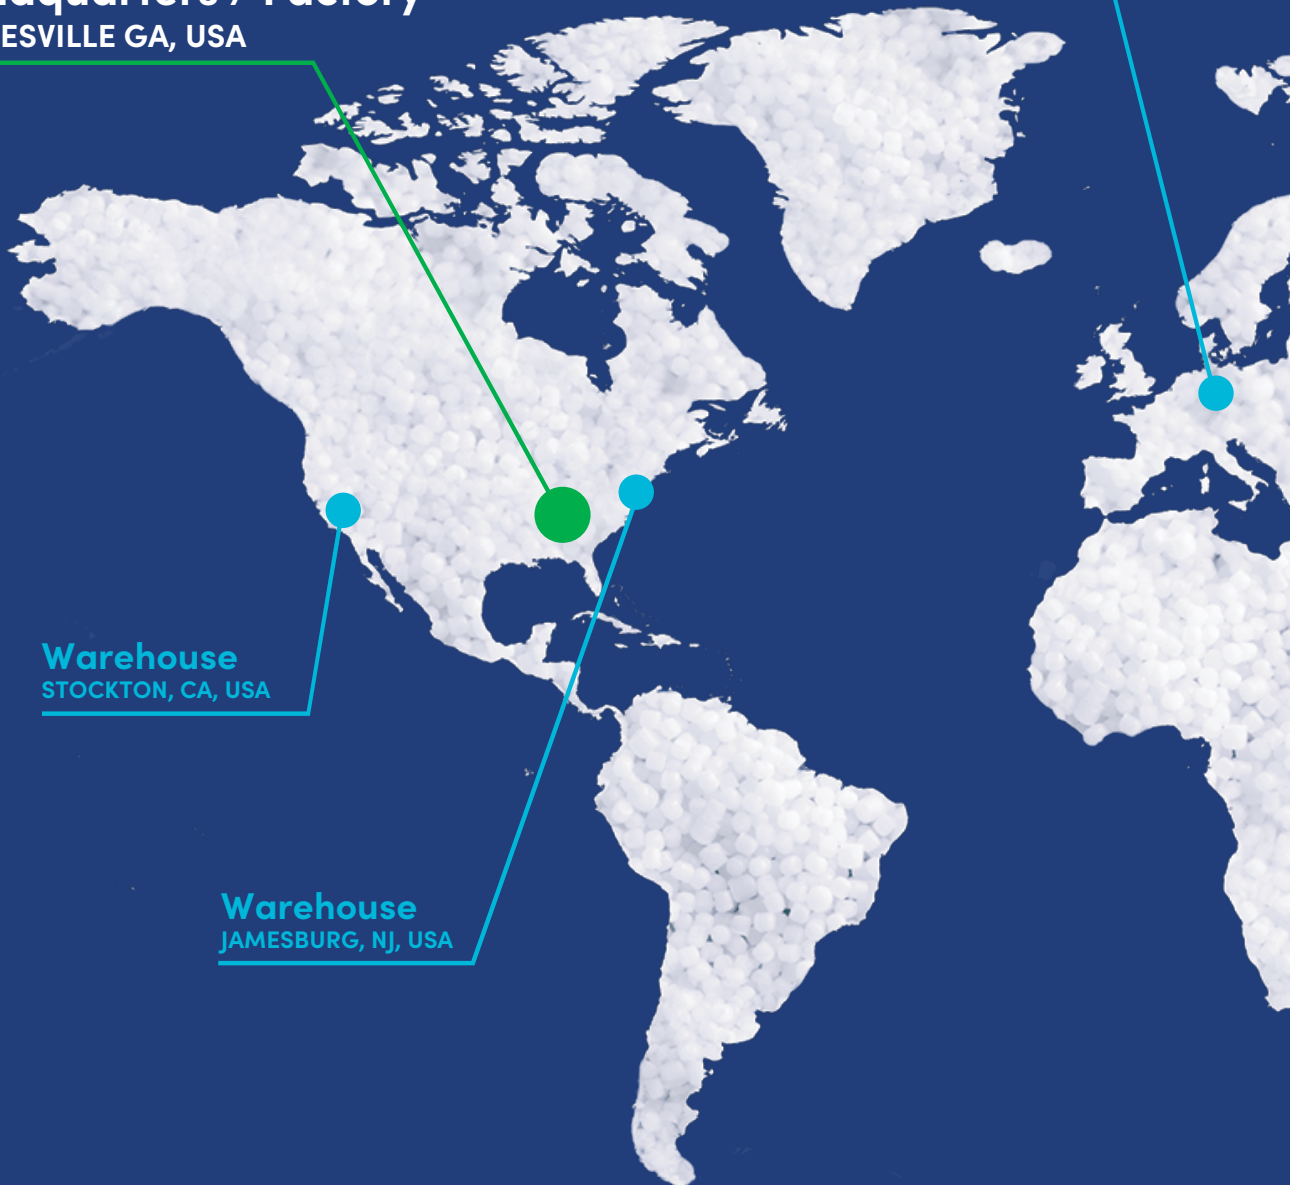 ESVILLE GA, USA
Warehouse
STOCKTON, CA, USA
Warehouse
JAMESBURG, NJ, USA